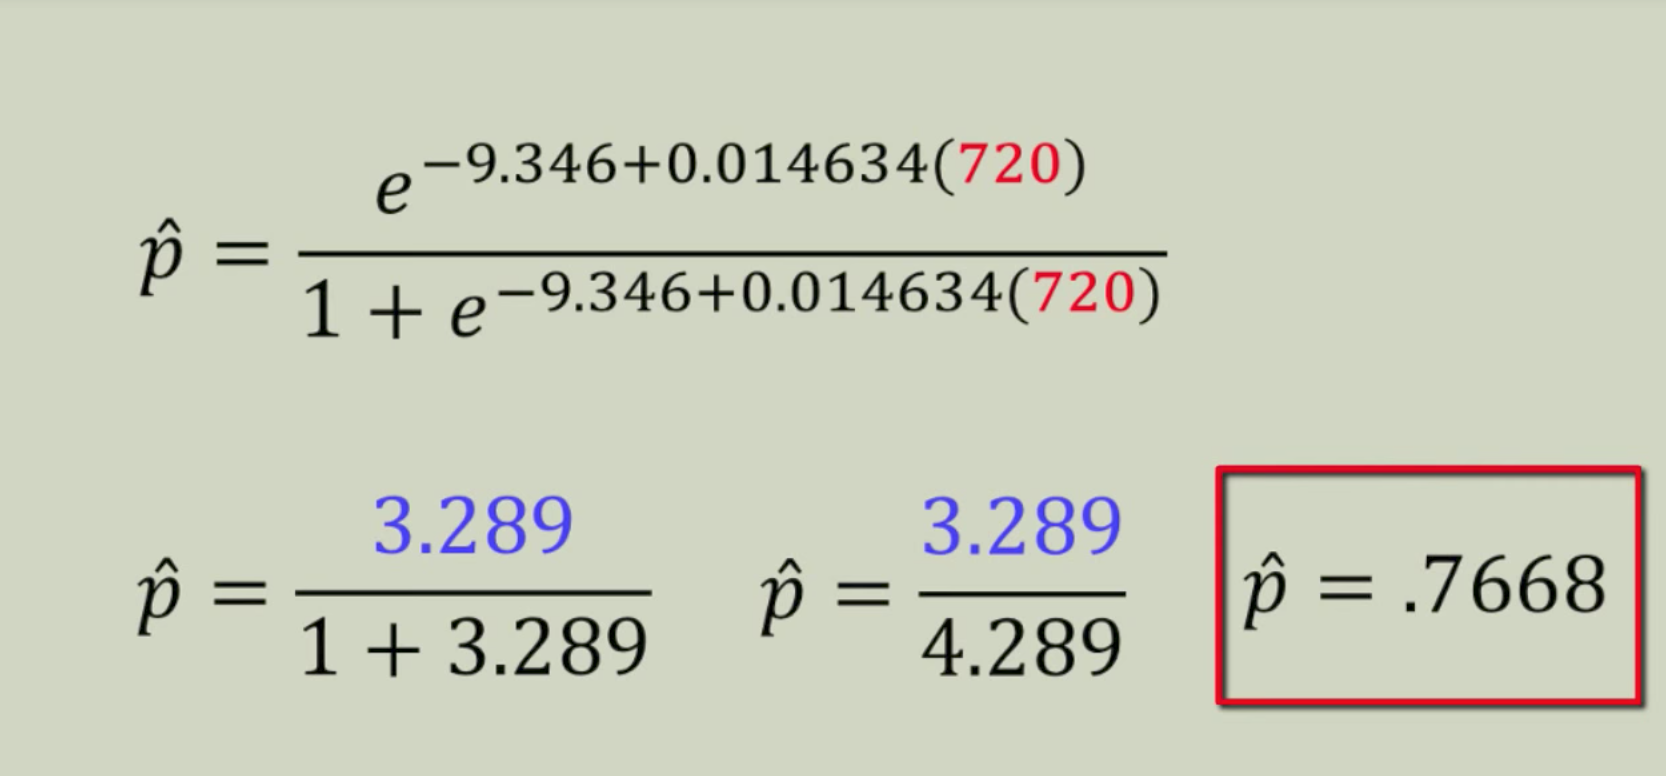 p̂ = e^−9.346+0.014634(720) / 1 + e^−9.346+0.014634(720)
p̂ = 3.289 / 1 + 3.289 p̂ = 3.289 / 4.289 p̂ = .7668